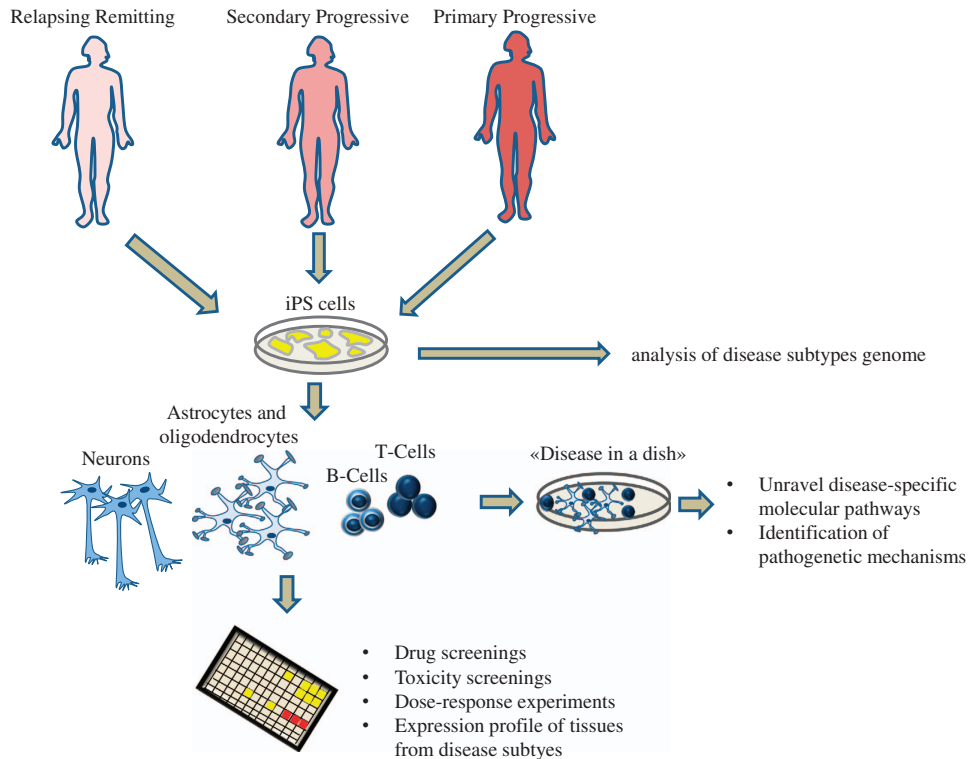 Relapsing Remitting
Secondary Progressive
Primary Progressive
iPS cells
analysis of disease subtypes genome
Astrocytes and
oligodendrocytes
Neurons
B-Cells
T-Cells
«Disease in a dish»
• Unravel disease-specific
molecular pathways
• Identification of
pathogenetic mechanisms
• Drug screenings
• Toxicity screenings
• Dose-response experiments
• Expression profile of tissues
from disease subtyes